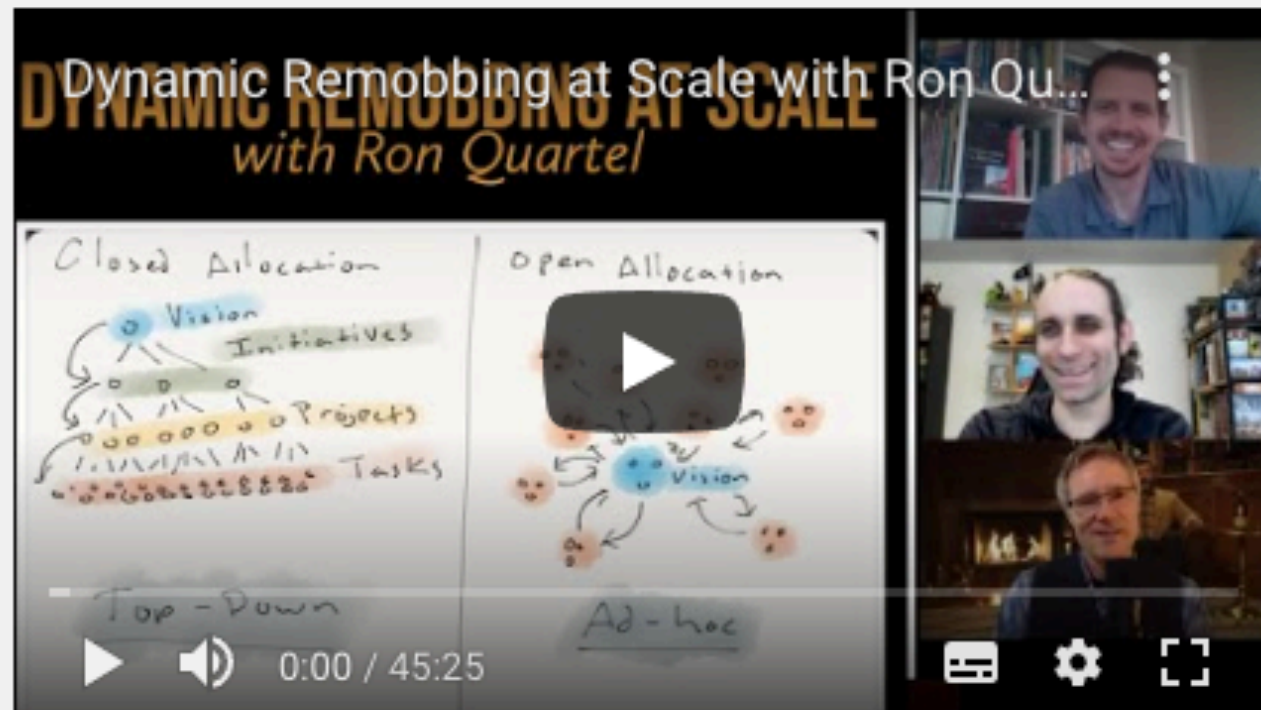 Dynamic Remobbing at Scale with Ron Qu...
DYNAMIC REMOBBING AT SCALE
with Ron Quartel
Closed Allocation
Vision
Initiatives
Projects
Tasks
Top-Down
Open Allocation
Vision
Ad-hoc
0:00 / 45:25